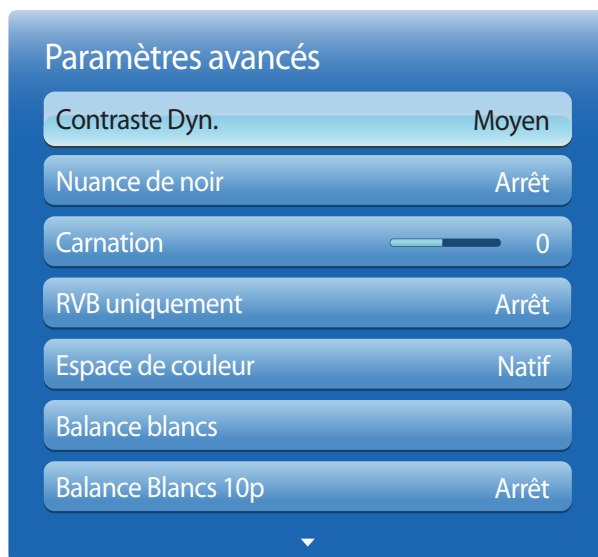 Paramètres avancés
Contraste Dyn. Moyen
Nuance de noir Arrêt
Carnation 0
RVB uniquement Arrêt
Espace de couleur Natif
Balance blancs
Balance Blancs 10p Arrêt